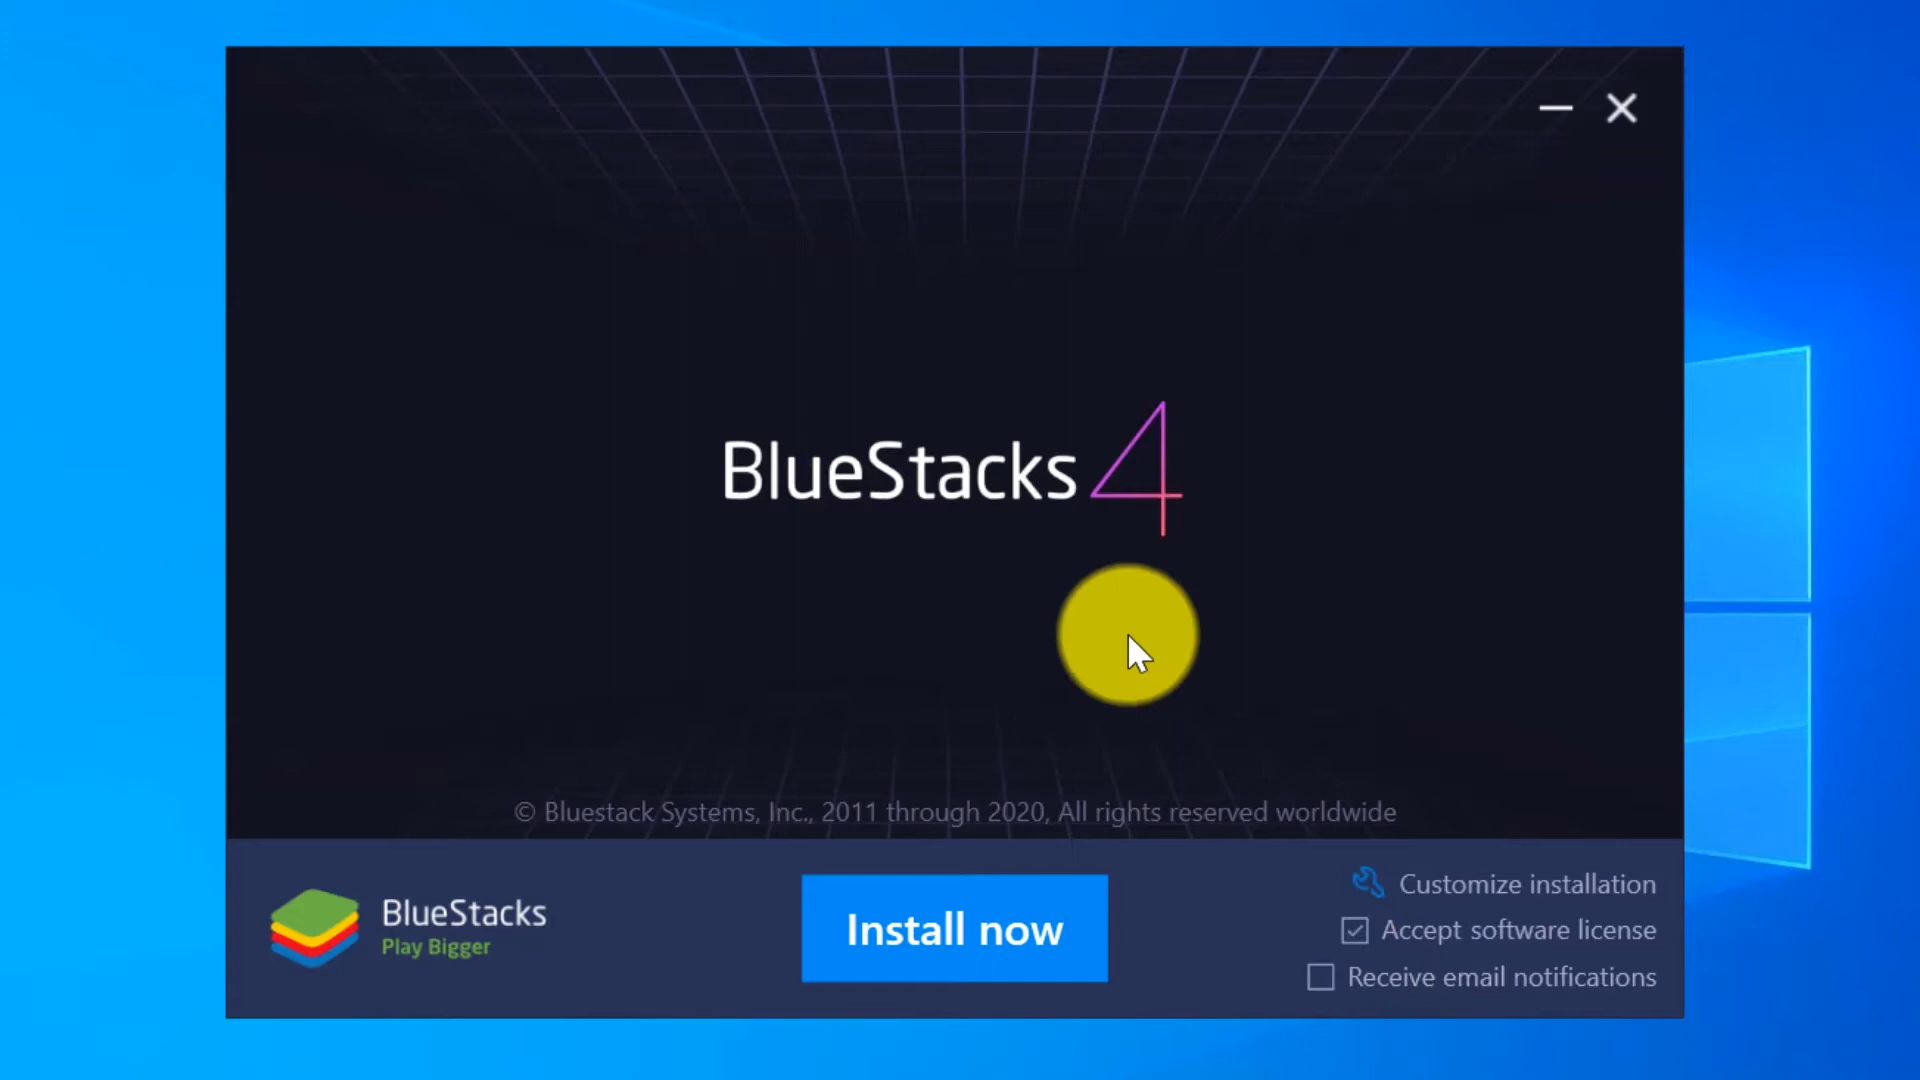 BlueStacks 4
© Bluestack Systems, Inc., 2011 through 2020, All rights reserved worldwide
BlueStacks
Play Bigger
Install now
Customize installation
Accept software license
Receive email notifications